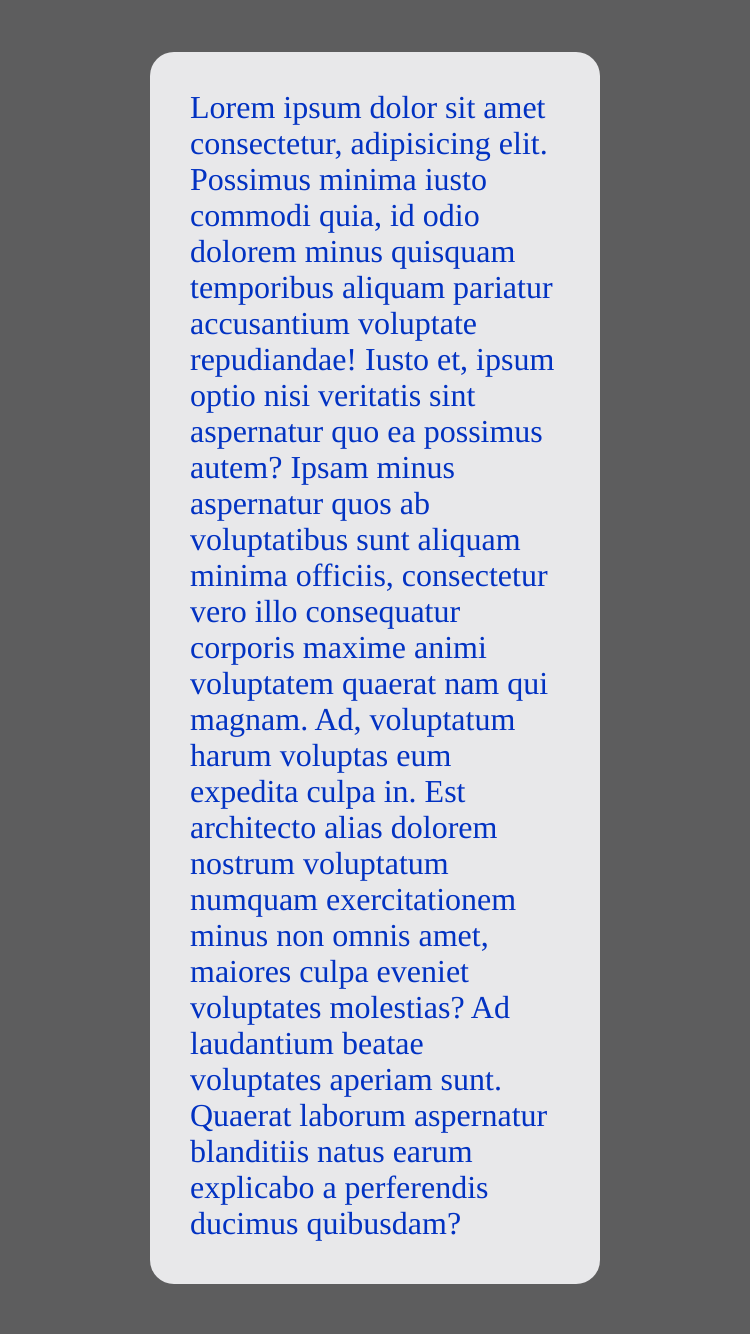 Lorem ipsum dolor sit amet
consectetur, adipisicing elit.
Possimus minima iusto
commodi quia, id odio
dolorem minus quisquam
temporibus aliquam pariatur
accusantium voluptate
repudiandae! Iusto et, ipsum
optio nisi veritatis sint
aspernatur quo ea possimus
autem? Ipsam minus
aspernatur quos ab
voluptatibus sunt aliquam
minima officiis, consectetur
vero illo consequatur
corporis maxime animi
voluptatem quaerat nam qui
magnam. Ad, voluptatum
harum voluptas eum
expedita culpa in. Est
architecto alias dolorem
nostrum voluptatum
numquam exercitationem
minus non omnis amet,
maiores culpa eveniet
voluptates molestias? Ad
laudantium beatae
voluptates aperiam sunt.
Quaerat laborum aspernatur
blanditiis natus earum
explicabo a perferendis
ducimus quibusdam?